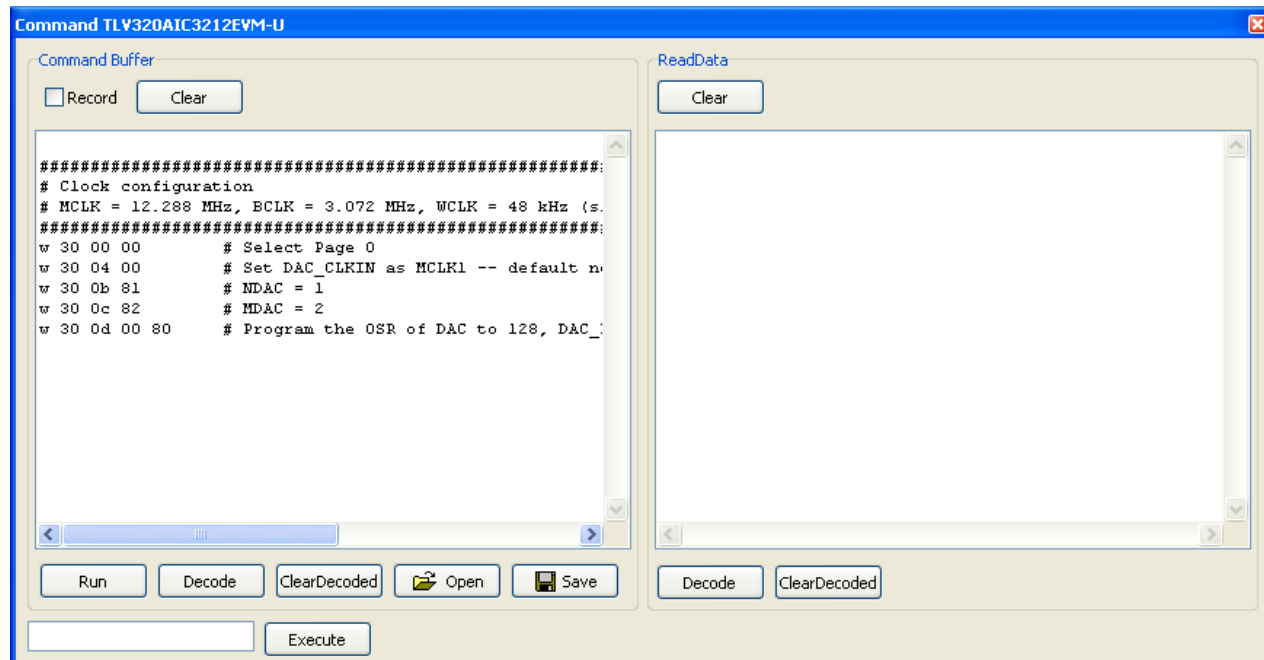 Command TLV320AIC3212EVM-U
Command Buffer
Record
Clear
#######################################################
# Clock configuration
# MCLK = 12.288 MHz, BCLK = 3.072 MHz, WCLK = 48 kHz (s.
#######################################################
w 30 00 00 # Select Page 0
w 30 04 00 # Set DAC_CLKIN as MCLK1 -- default
w 30 0b 81 # NDAC = 1
w 30 0c 82 # MDAC = 2
w 30 0d 00 80 # Program the OSR of DAC to 128,
Run
Decode
ClearDecoded
Open
Save
Execute
ReadData
Clear
Decode
ClearDecoded